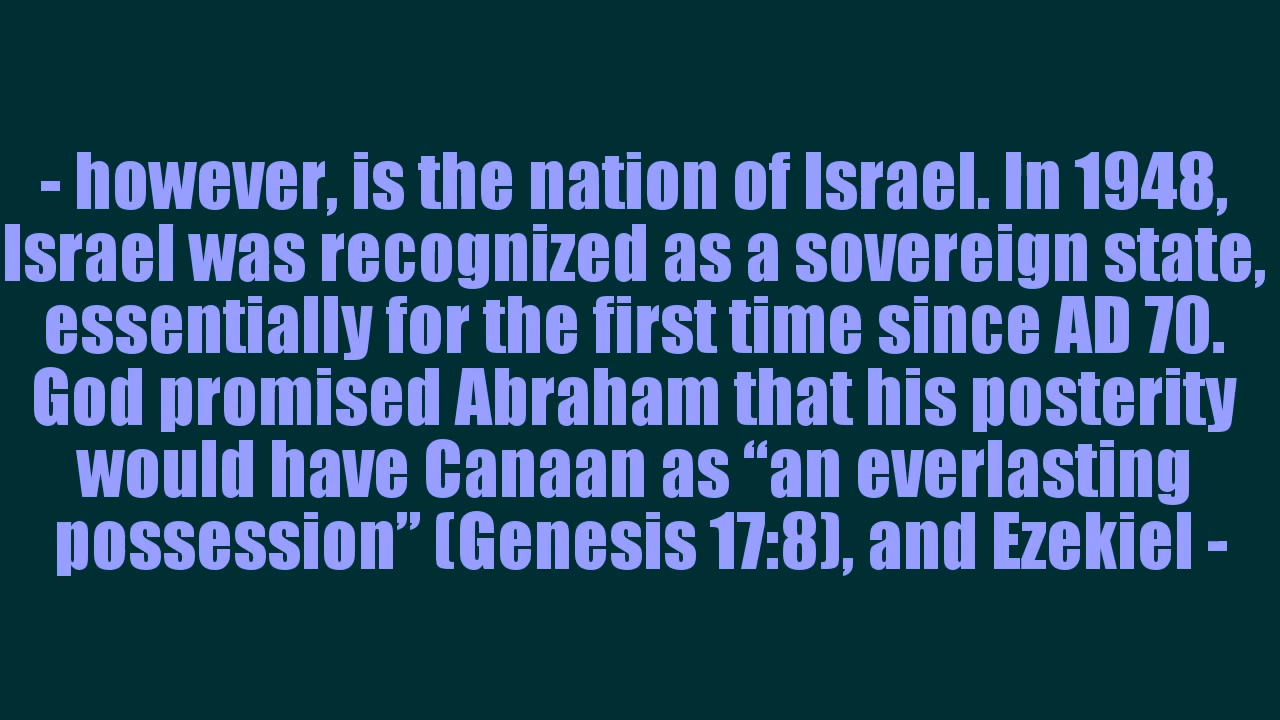 - however, is the nation of Israel. In 1948,
Israel was recognized as a sovereign state,
essentially for the first time since AD 70.
God promised Abraham that his posterity
would have Canaan as “an everlasting
possession” (Genesis 17:8), and Ezekiel -